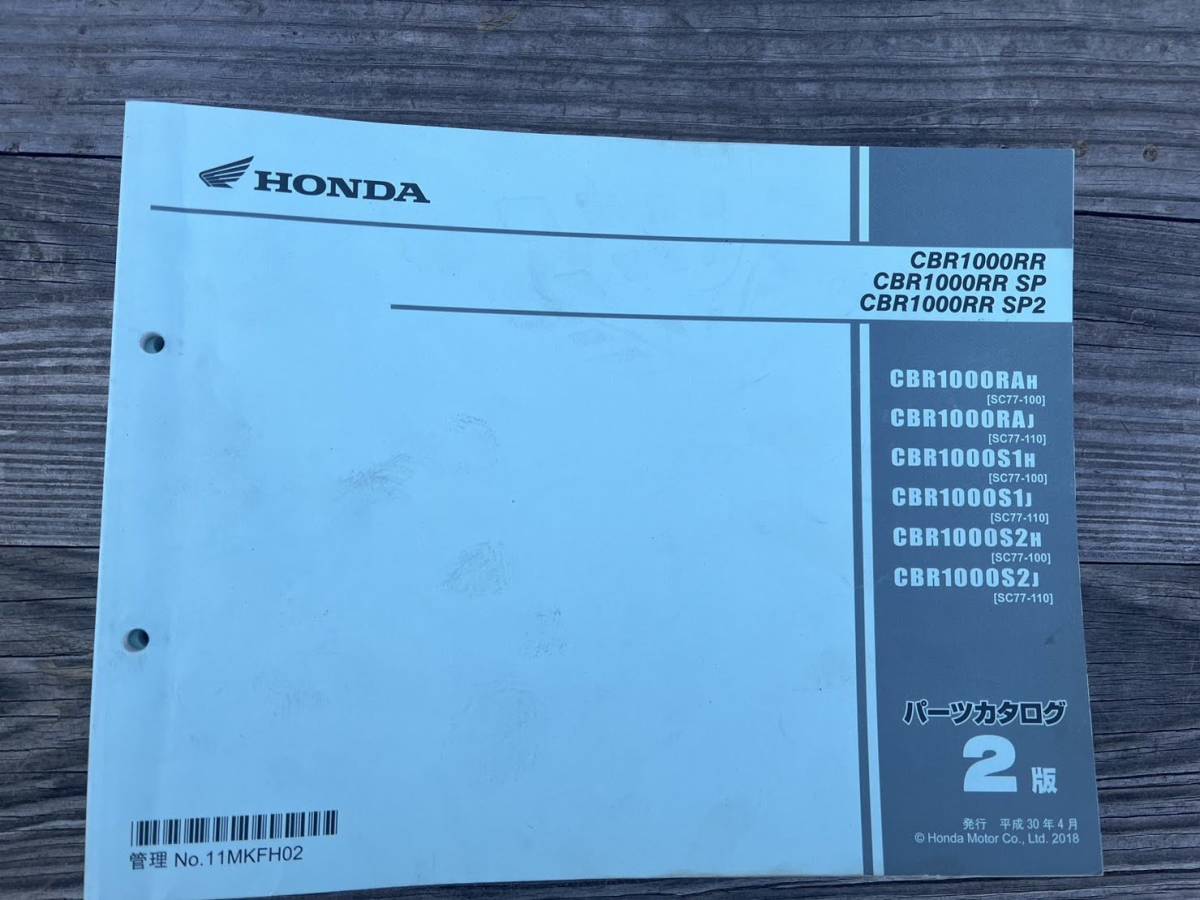 HONDA
CBR1000RR
CBR1000RR SP
CBR1000RR SP2
CBR1000RAH
[SC77-100]
CBR1000RAJ
[SC77-110]
CBR1000S1H
[SC77-100]
CBR1000S1J
[SC77-110]
CBR1000S2H
[SC77-100]
CBR1000S2J
[SC77-110]
パーツカタログ
2版
発行 平成30年4月
© Honda Motor Co., Ltd. 2018
管理 No.11MKFH02